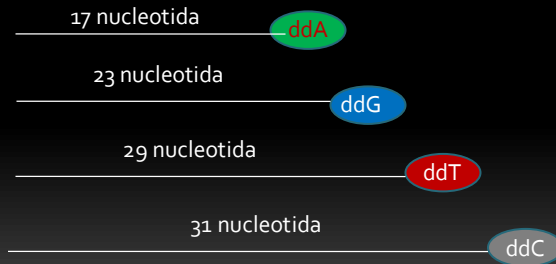 17 nucleotida
ddA
23 nucleotida
ddG
29 nucleotida
ddT
31 nucleotida
ddC